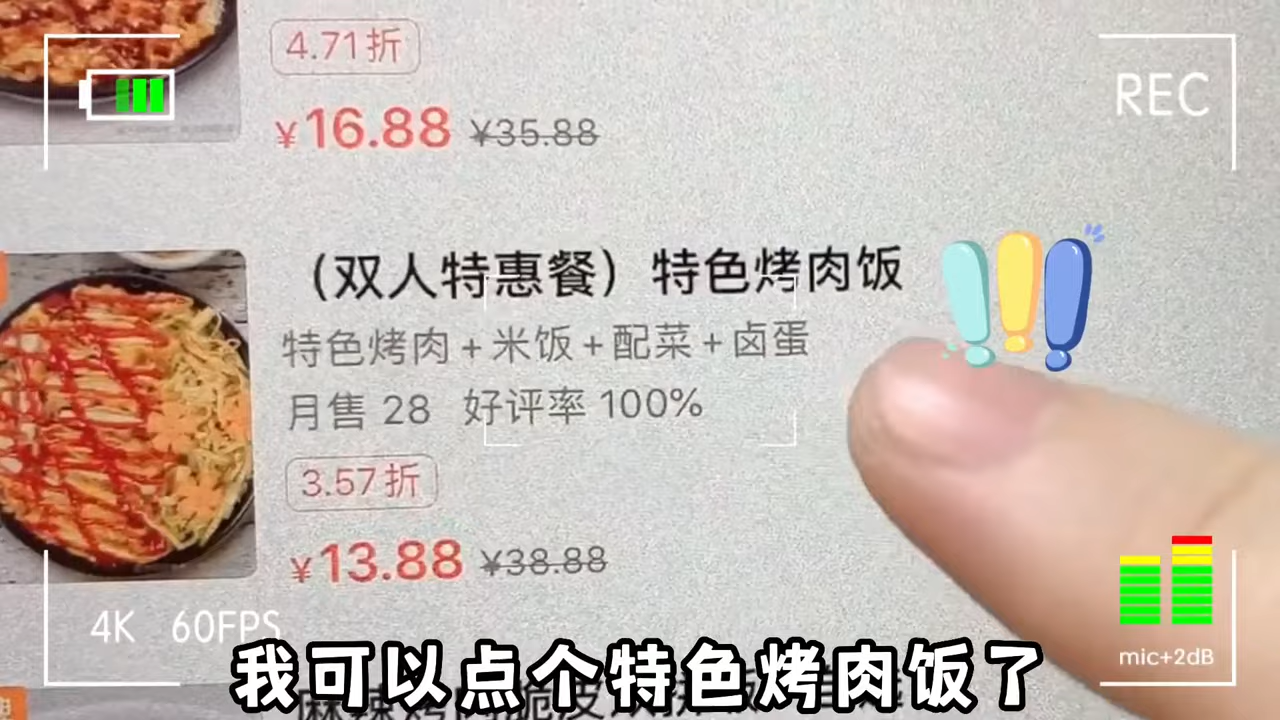 4.71折
¥16.88 ¥35.88
REC
(双人特惠餐) 特色烤肉饭
特色烤肉+米饭+配菜+卤蛋
月售 28 好评率 100%
3.57折
¥13.88 ¥38.88
4K 60FPS
mic+2dB
我可以点个特色烤肉饭了